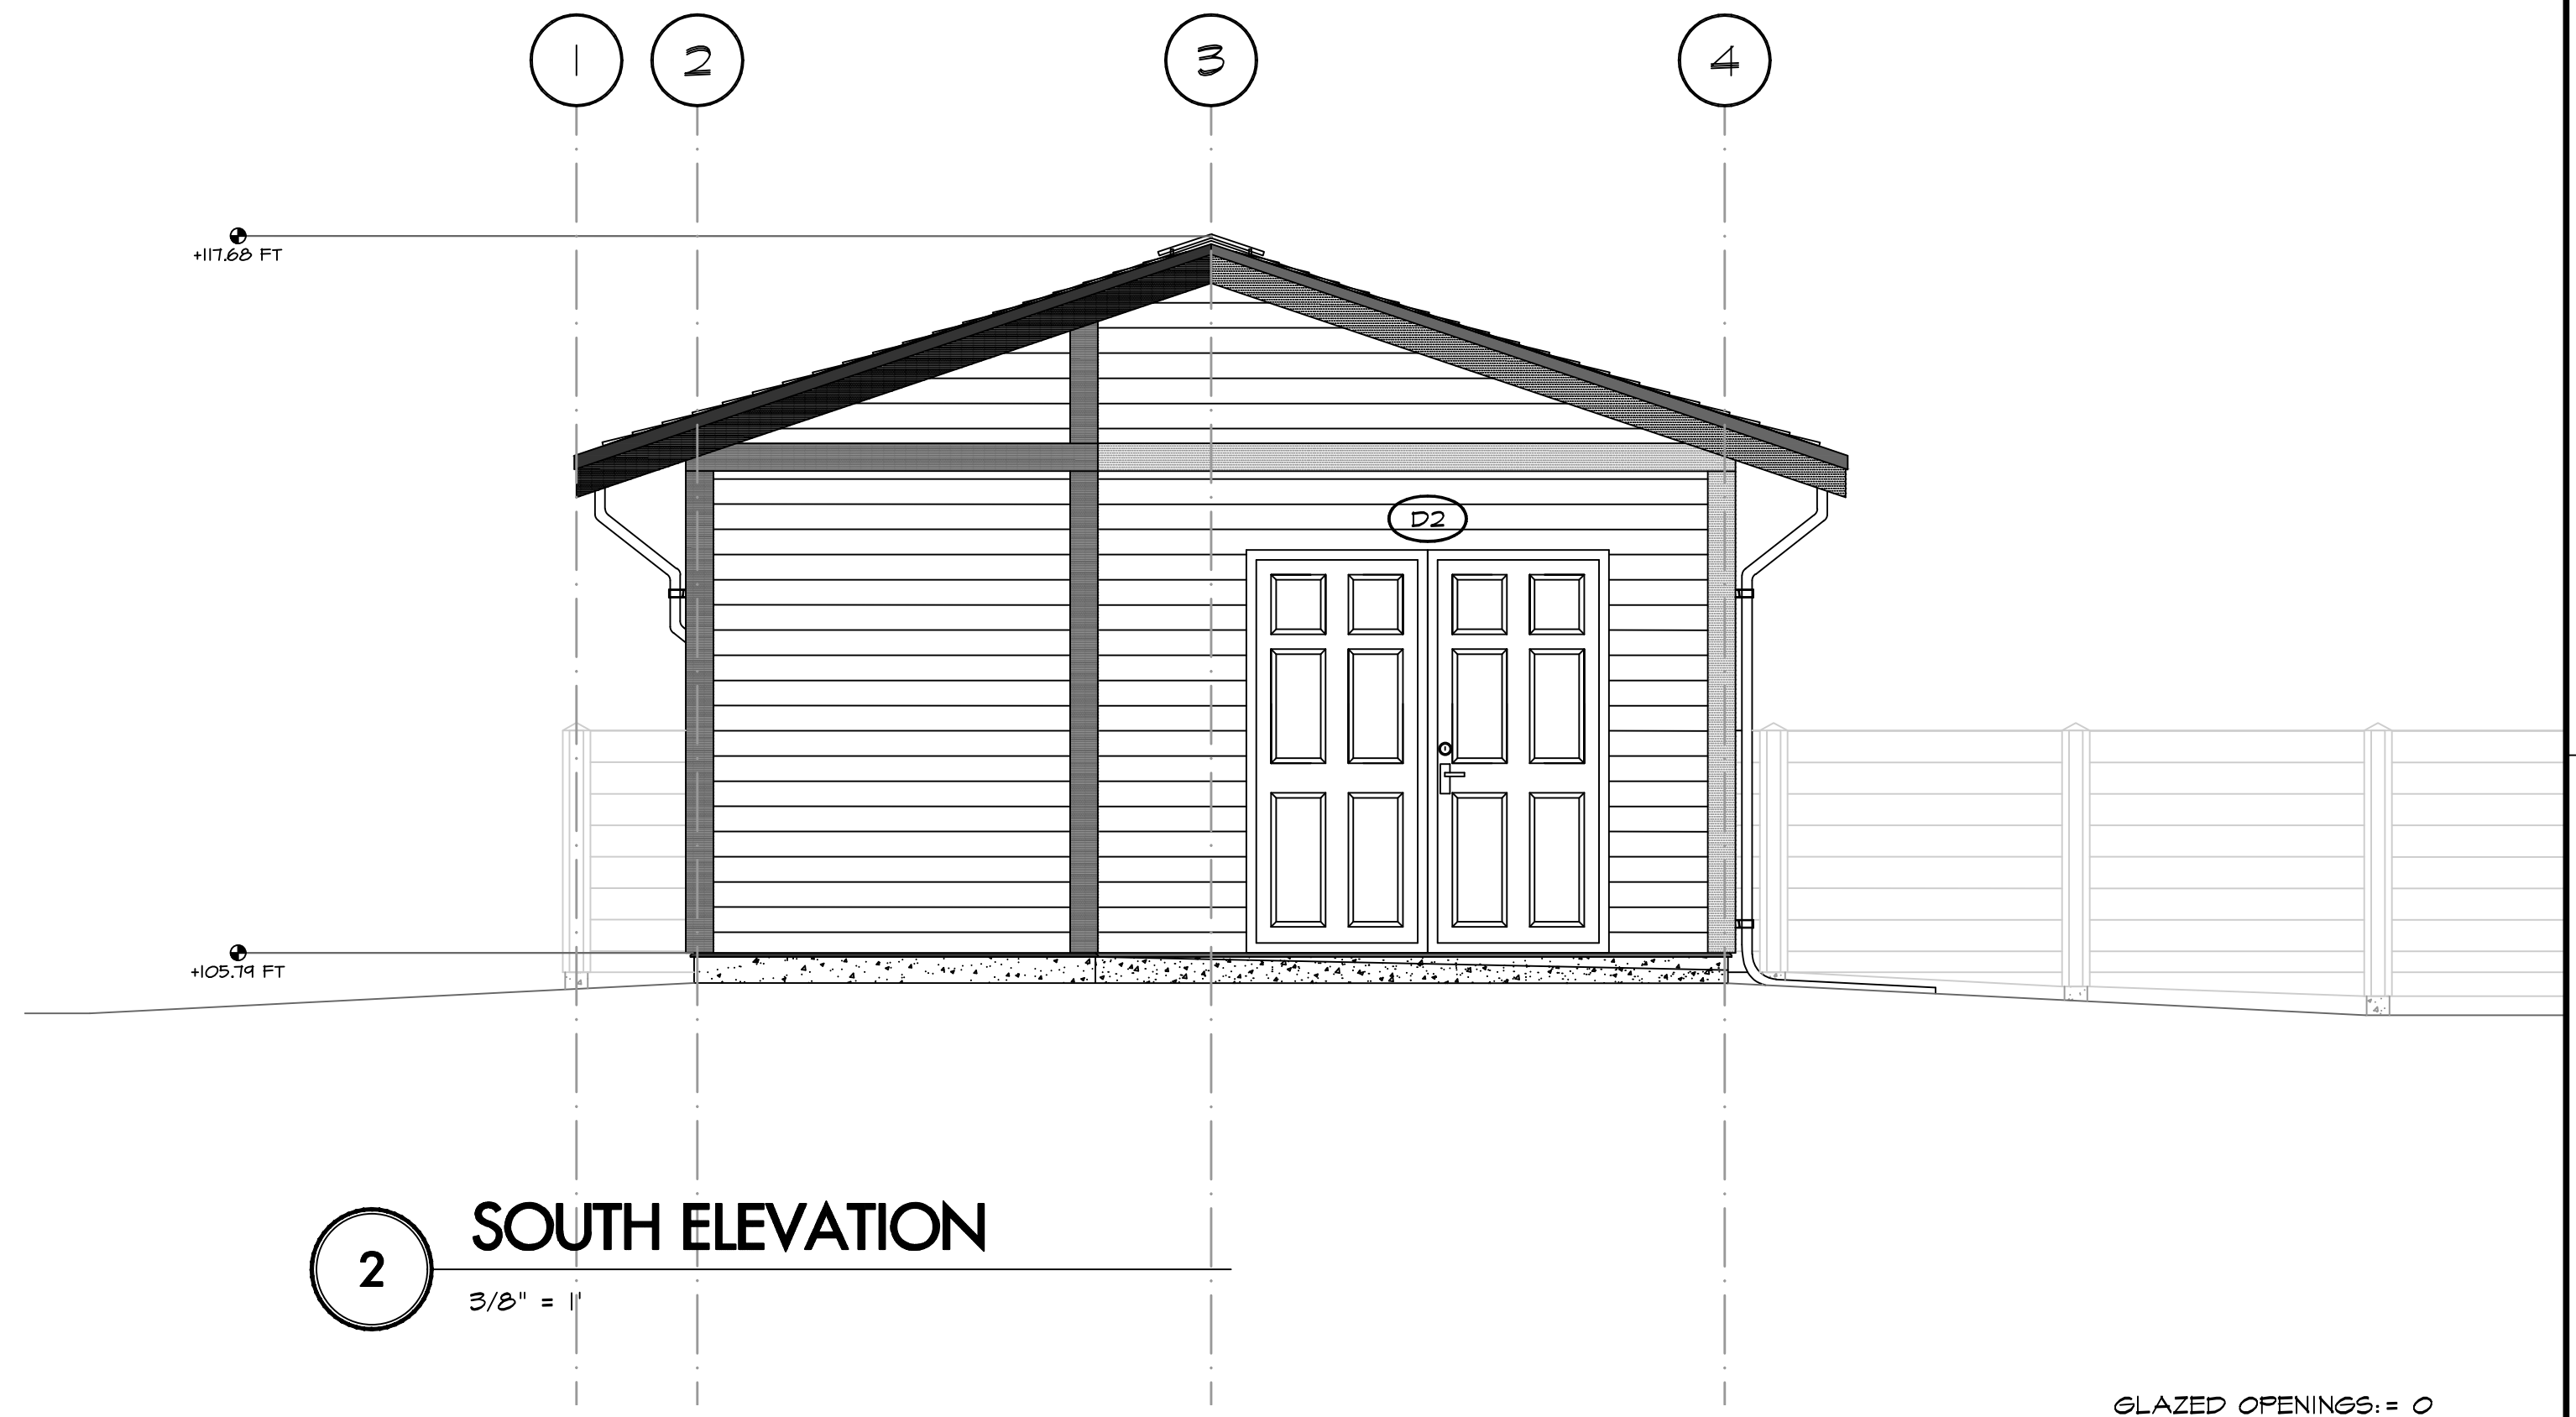 1 2 3 4
+117.68 FT
D2
+105.79 FT
SOUTH ELEVATION
2
3/8" = 1'
GLAZED OPENINGS: = 0